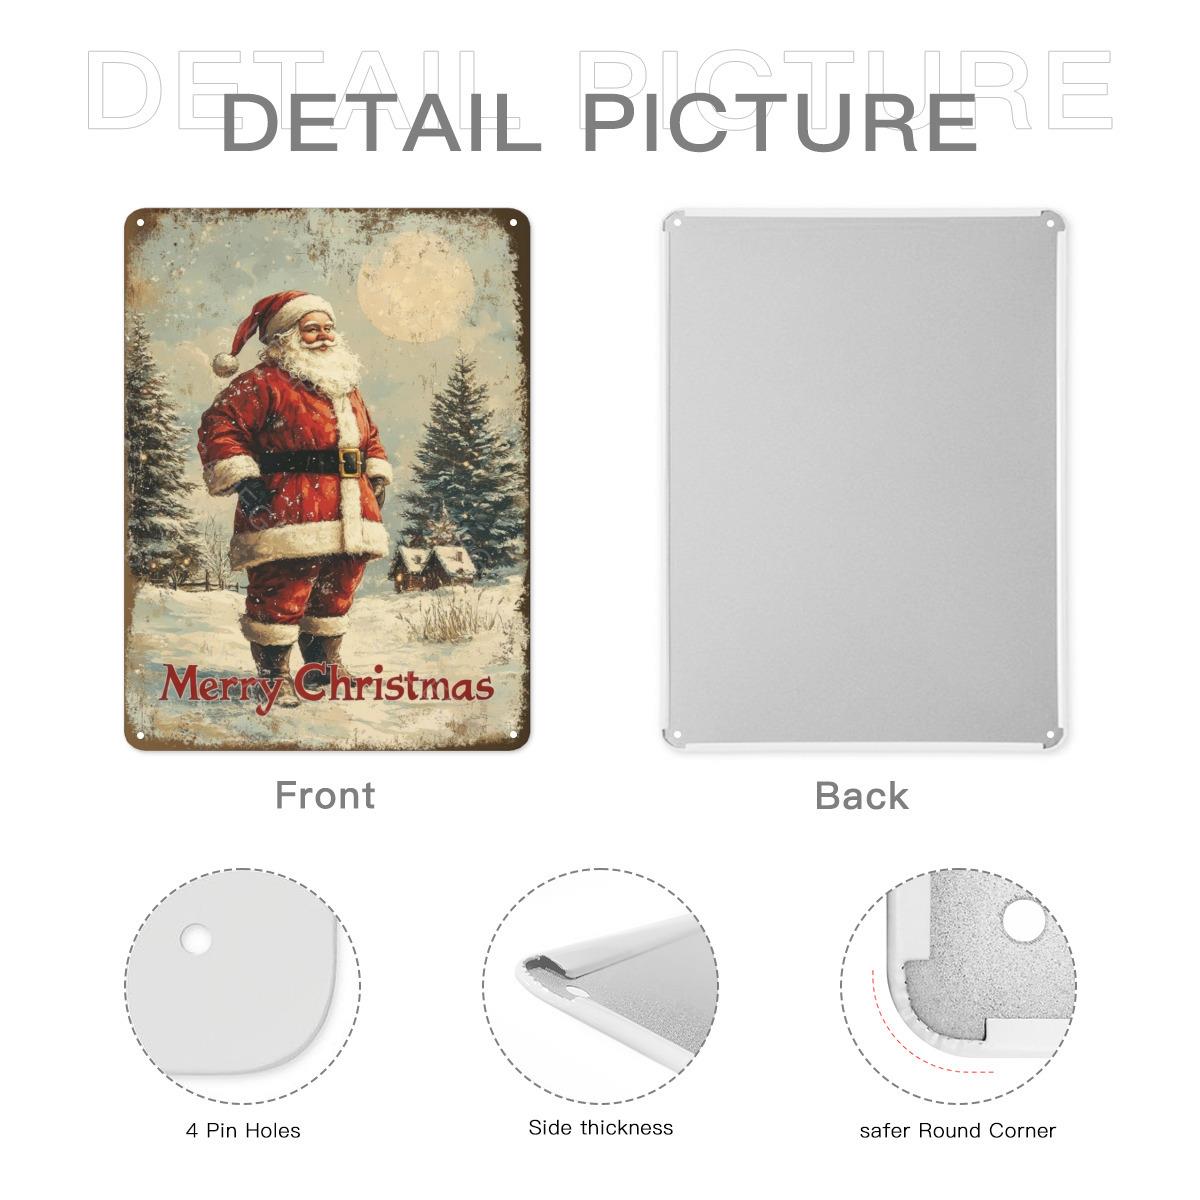 DETAIL PICTURE
DETAIL PICTURE
Merry Christmas
Front
Back
4 Pin Holes
Side thickness
safer Round Corner